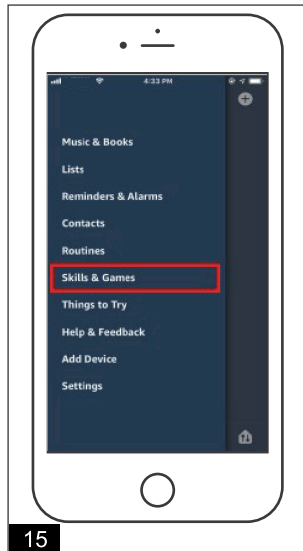 4:33 PM
Music & Books
Lists
Reminders & Alarms
Contacts
Routines
Skills & Games
Things to Try
Help & Feedback
Add Device
Settings
15